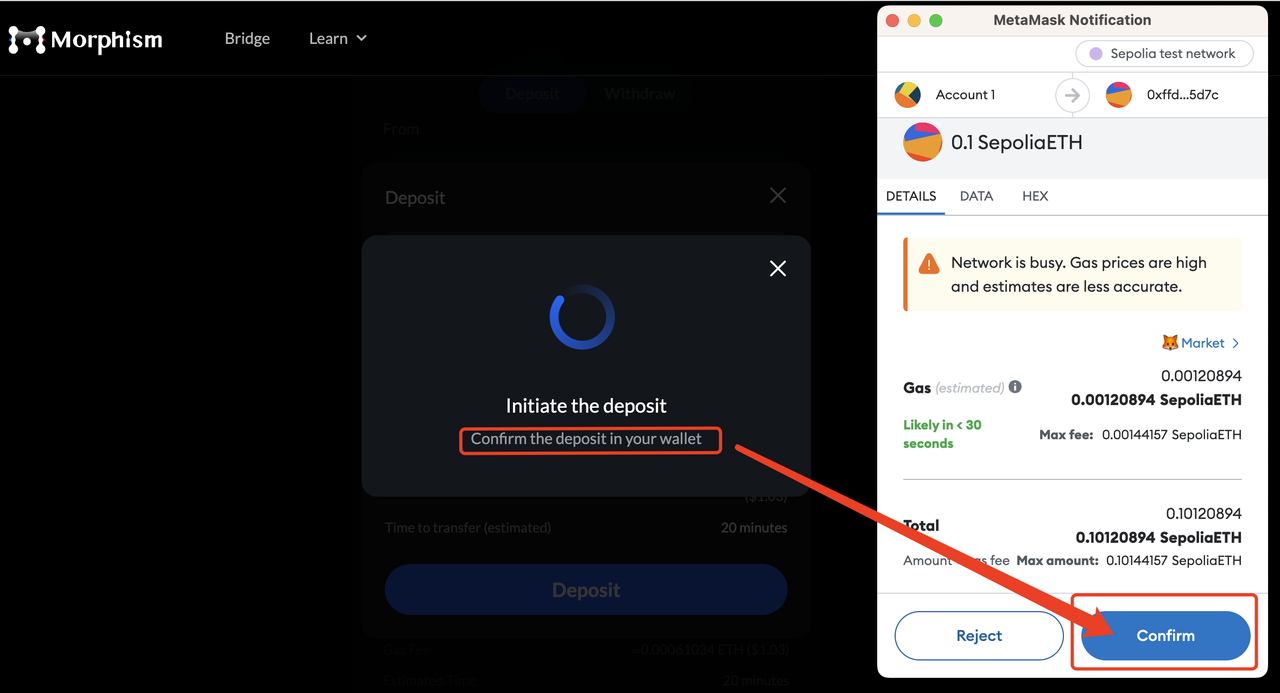 Morphism
Bridge
Learn
Deposit
Withdraw
From
Deposit
Initiate the deposit
Confirm the deposit in your wallet
($1.03)
Time to transfer (estimated)
20 minutes
Deposit
Gas Fee
≈0.00061034 ETH ($1.03)
Estimated Time
20 minutes
MetaMask Notification
Sepolia test network
Account 1
0xffd...5d7c
0.1 SepoliaETH
DETAILS
DATA
HEX
Network is busy. Gas prices are high
and estimates are less accurate.
Market
0.00120894
Gas (estimated)
0.00120894 SepoliaETH
Likely in < 30
seconds
Max fee: 0.00144157 SepoliaETH
0.10120894
Total
0.10120894 SepoliaETH
Amount fee Max amount: 0.10144157 SepoliaETH
Reject
Confirm